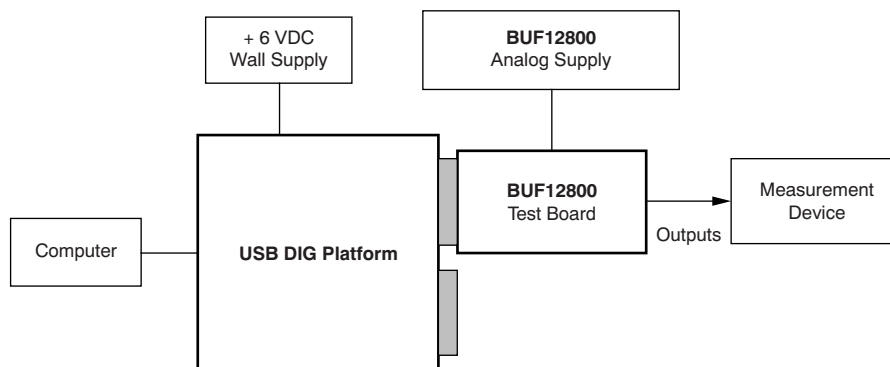 + 6 VDC
Wall Supply
BUF12800
Analog Supply
BUF12800
Test Board
Measurement
Device
Outputs
Computer
USB DIG Platform